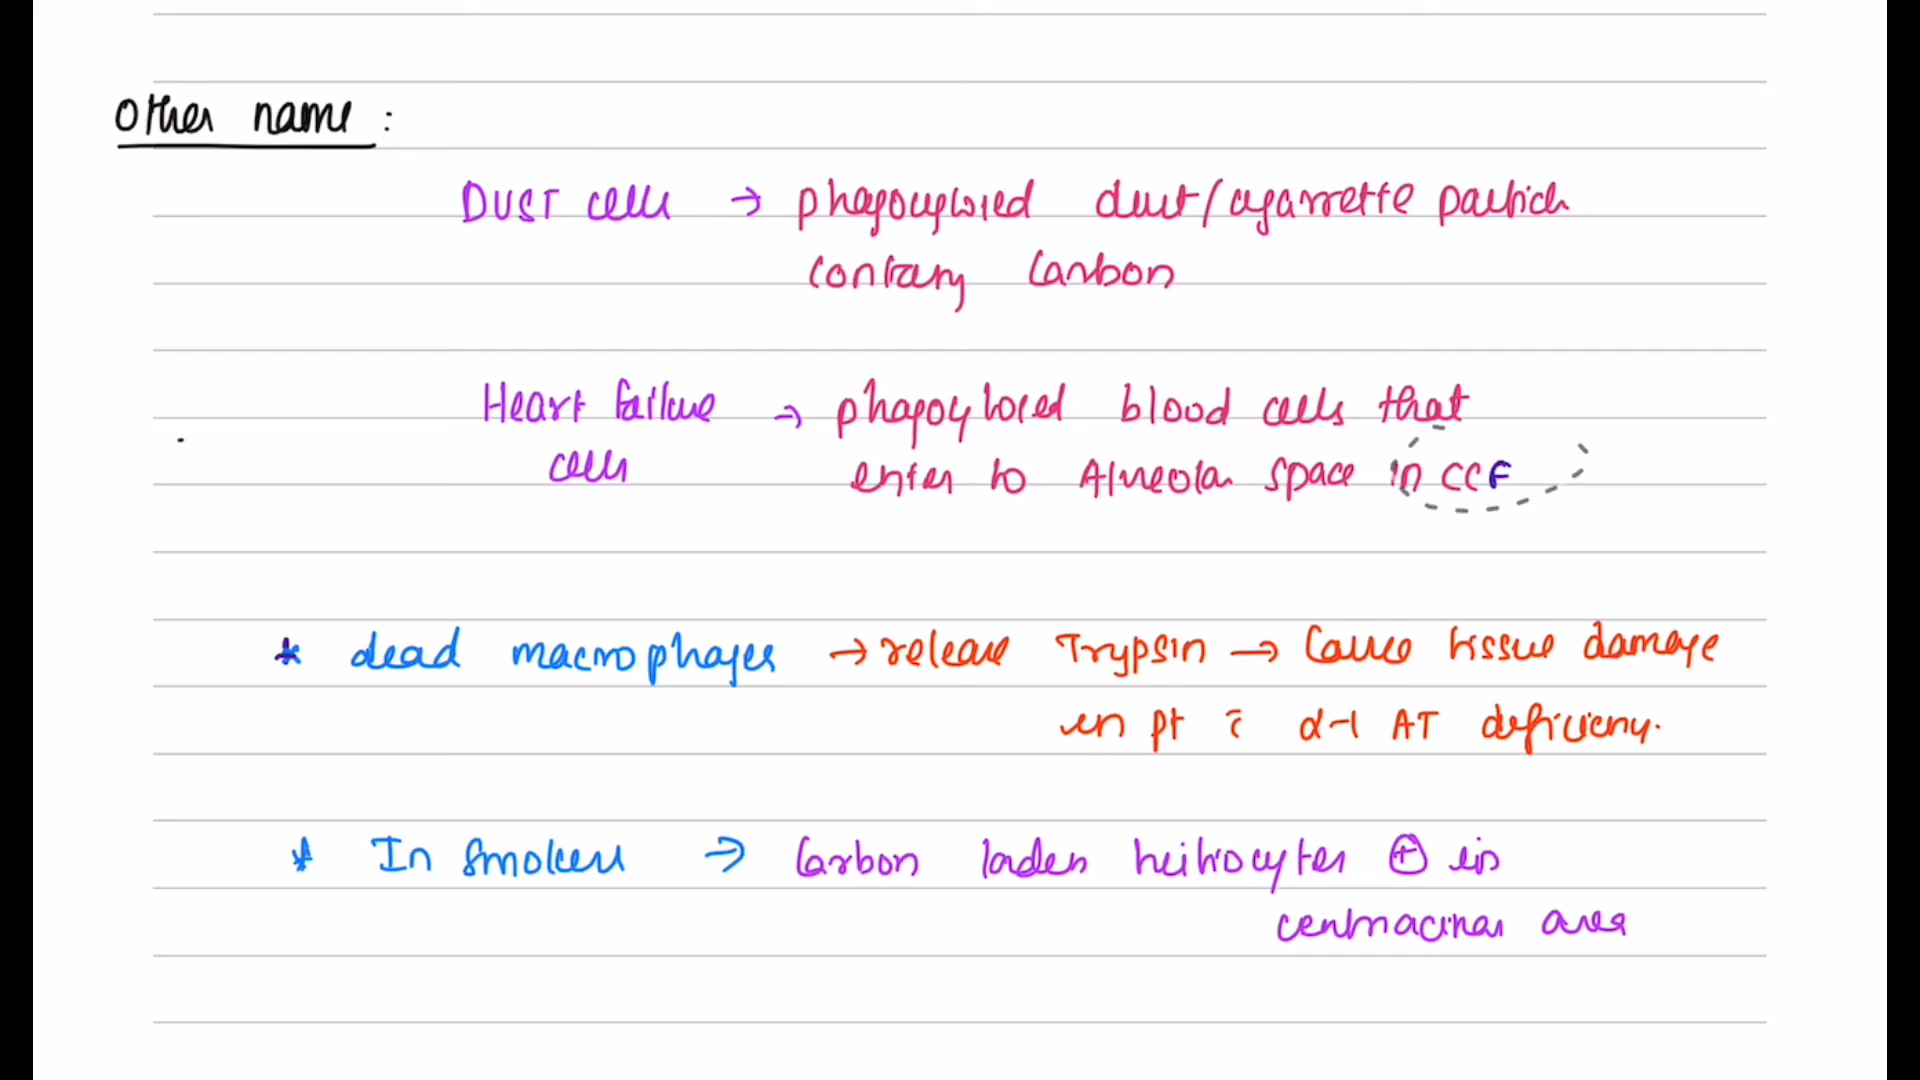 Other name :
DUST cells → phagocytosed dust/cigarrette particles
containing Carbon
Heart failure → phagocytosed blood cells that
cells enter to Alveolar space in CCF
* dead macrophages → release Trypsin → Cause tissue damage
in pt c̄ α-1 AT deficiency.
* In smokers → Carbon laden histiocytes ⊕ in
centriacinar area